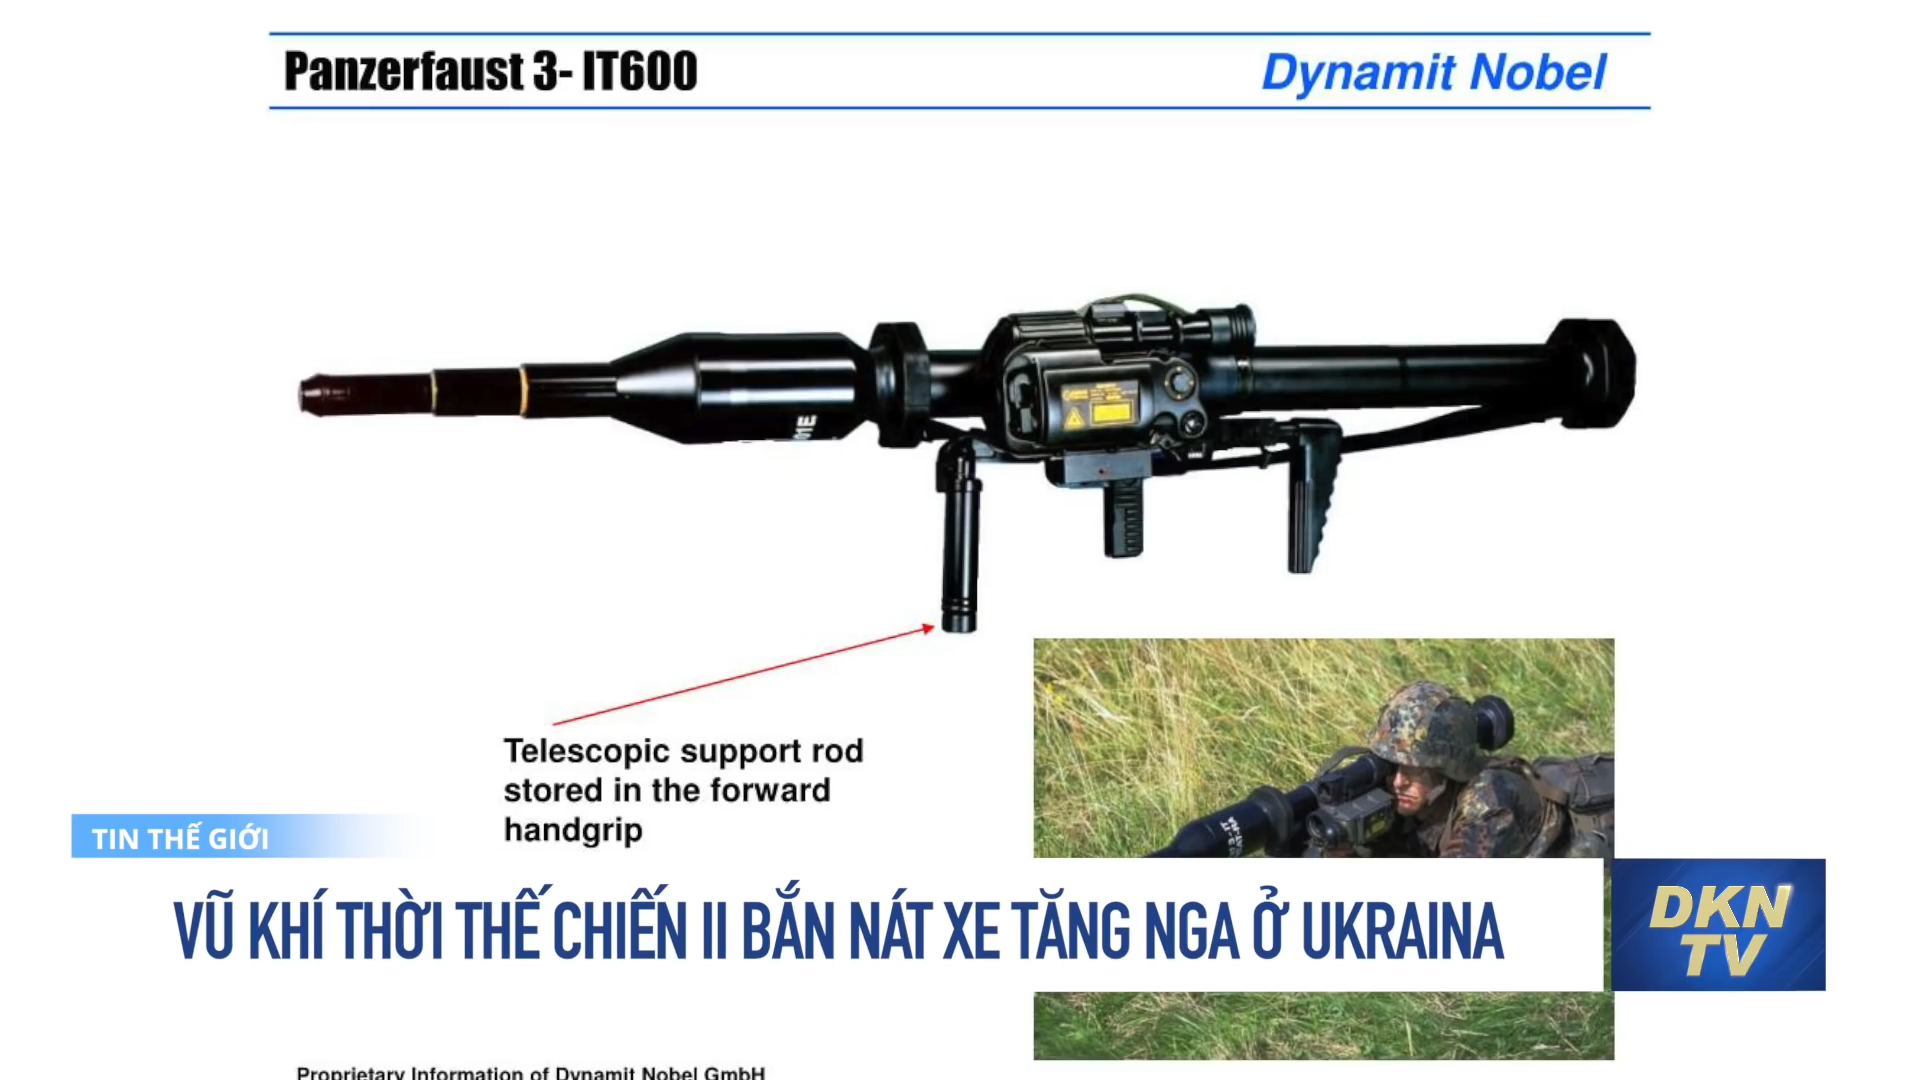 Panzerfaust 3- IT600
Dynamit Nobel
Telescopic support rod
stored in the forward
handgrip
TIN THẾ GIỚI
VŨ KHÍ THỜI THẾ CHIẾN II BẮN NÁT XE TĂNG NGA Ở UKRAINA
DKN
TV
Proprietary Information of Dynamit Nobel GmbH